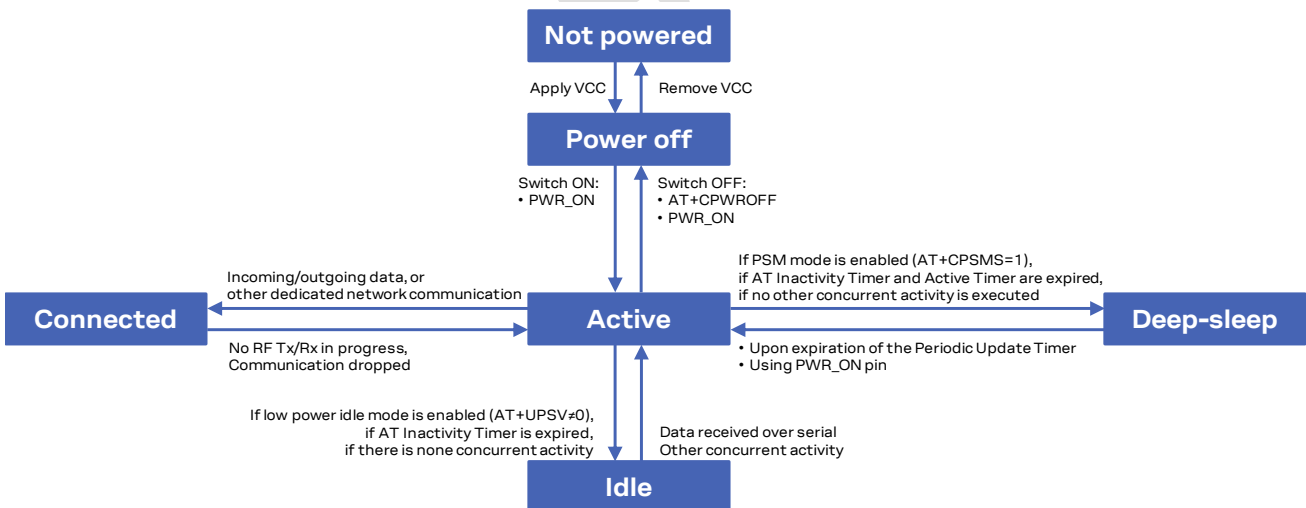 Not powered
Apply VCC
Remove VCC
Power off
Switch ON:
• PWR_ON
Switch OFF:
• AT+CPWROFF
• PWR_ON
Incoming/outgoing data, or
other dedicated network communication
If PSM mode is enabled (AT+CPSMS=1),
if AT Inactivity Timer and Active Timer are expired,
if no other concurrent activity is executed
Connected
Active
Deep-sleep
No RF Tx/Rx in progress,
Communication dropped
• Upon expiration of the Periodic Update Timer
• Using PWR_ON pin
If low power idle mode is enabled (AT+UPSV≠0),
if AT Inactivity Timer is expired,
if there is none concurrent activity
Data received over serial
Other concurrent activity
Idle